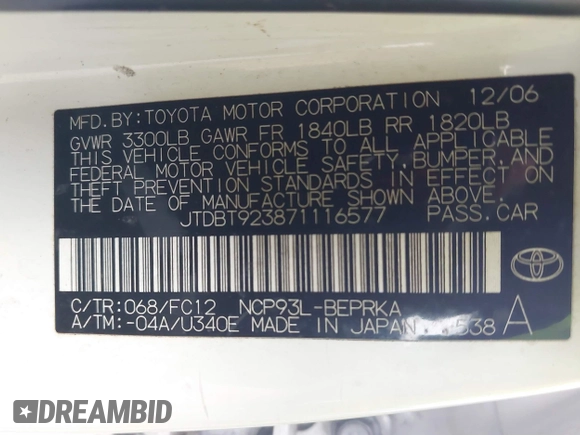 MFD.BY:TOYOTA MOTOR CORPORATION 12/06
GVWR 3300LB GAWR FR 1840LB RR 1820LB
THIS VEHICLE CONFORMS TO ALL APPLICABLE
FEDERAL MOTOR VEHICLE SAFETY, BUMPER, AND
THEFT PREVENTION STANDARDS IN EFFECT ON
THE DATE OF MANUFACTURE SHOWN ABOVE.
JTDBT923871116577 PASS.CAR
TOYOTA
C/TR:068/FC12 NCP93L-BEPRKA
A/TM:-04A/U340E MADE IN JAPAN 538 A
DREAMBID